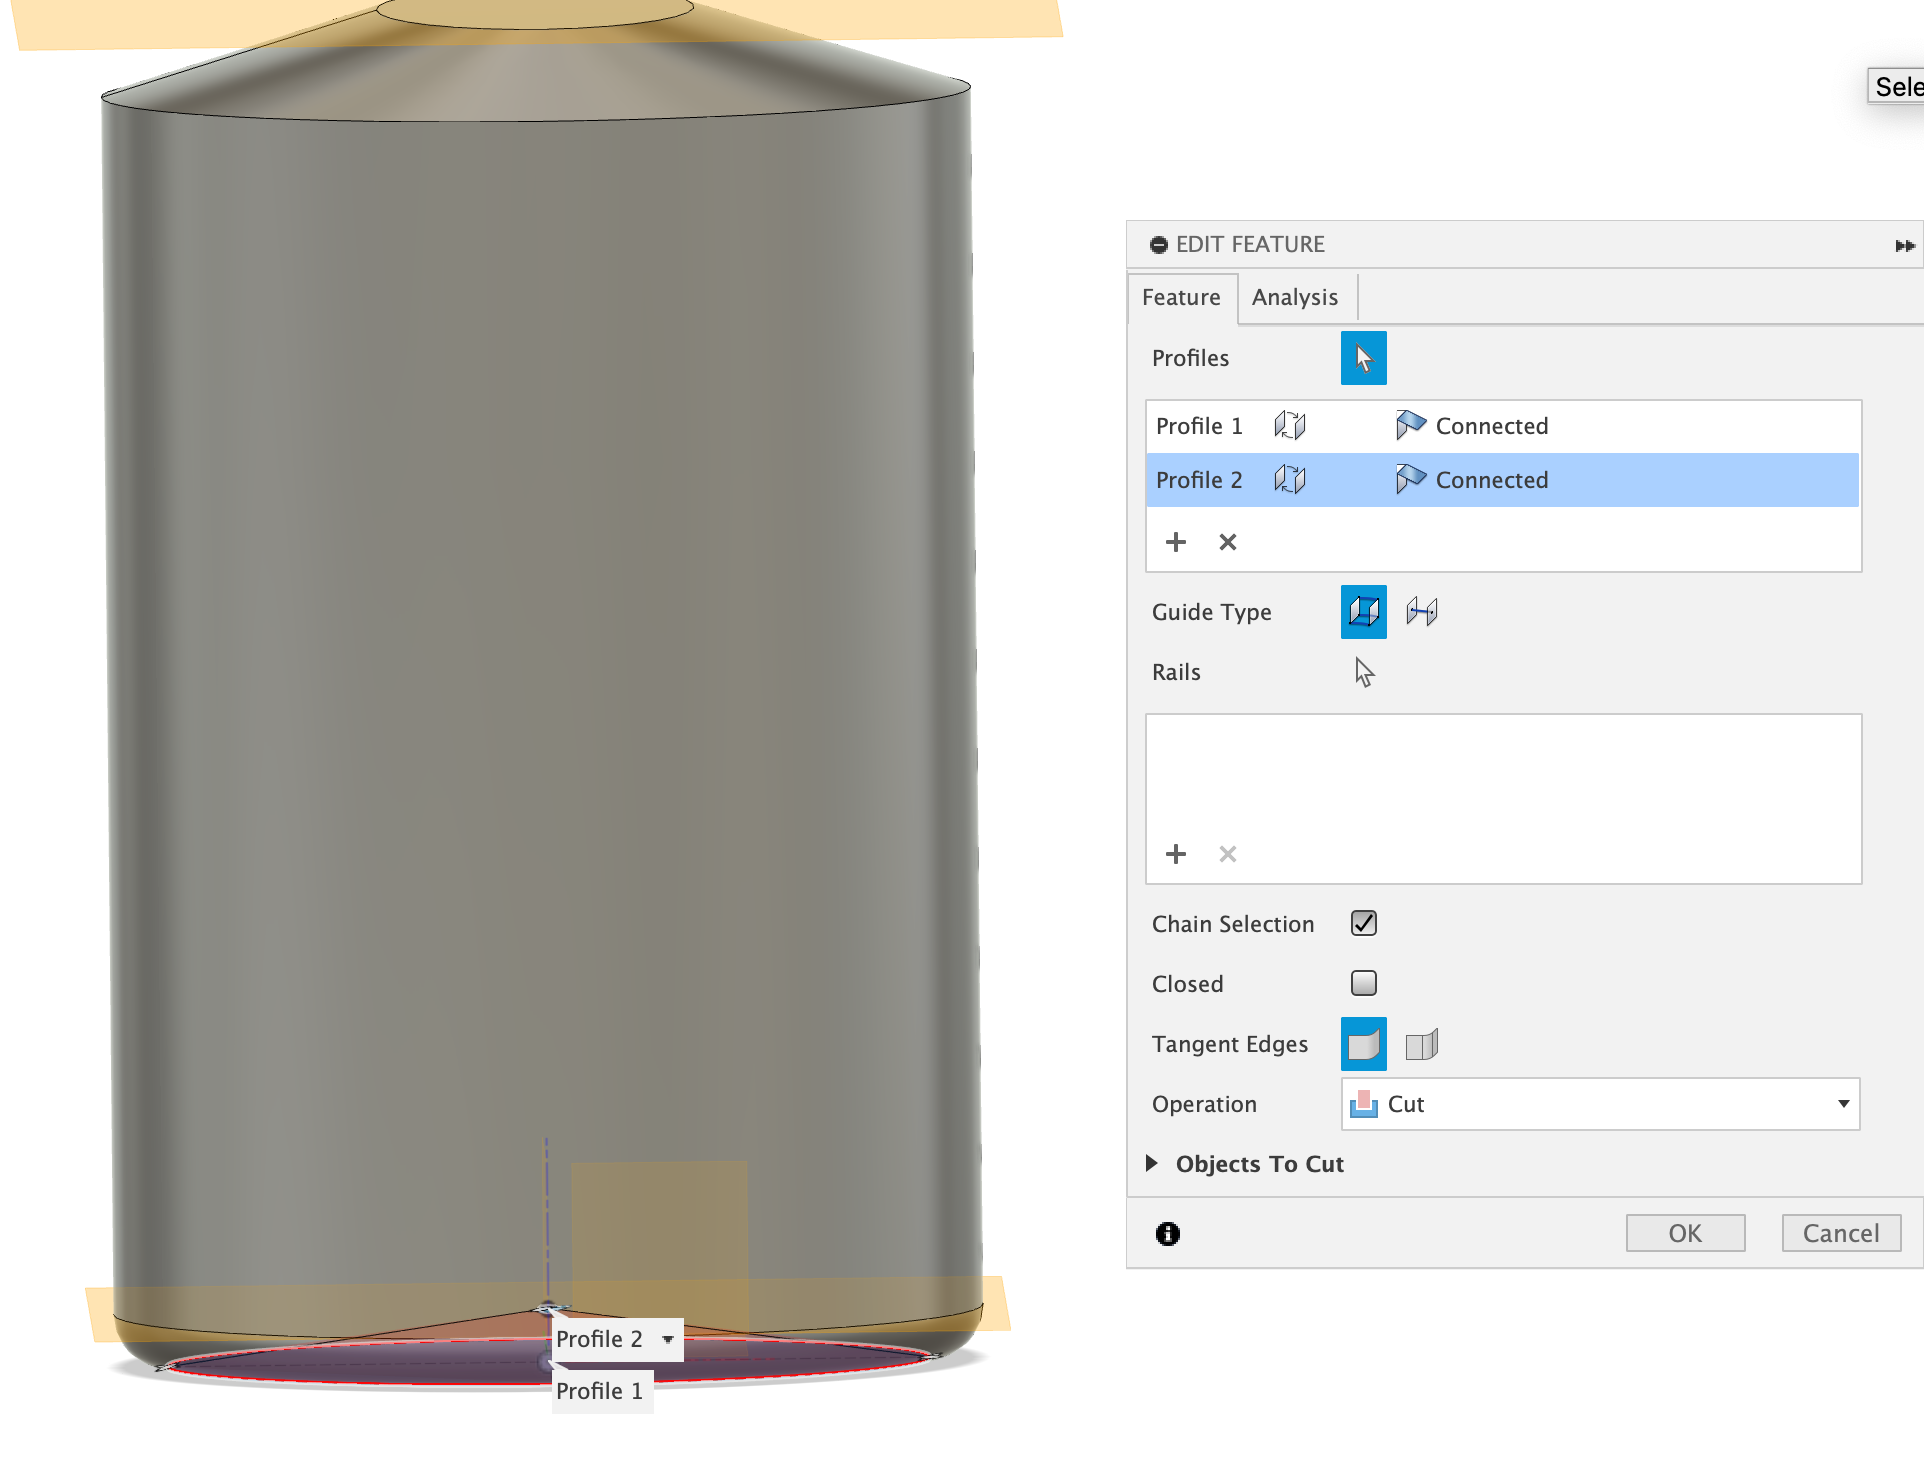 Sele
EDIT FEATURE
Feature Analysis
Profiles
Profile 1 Connected
Profile 2 Connected
Guide Type
Rails
Chain Selection
Closed
Tangent Edges
Operation Cut
Objects To Cut
OK Cancel
Profile 2
Profile 1